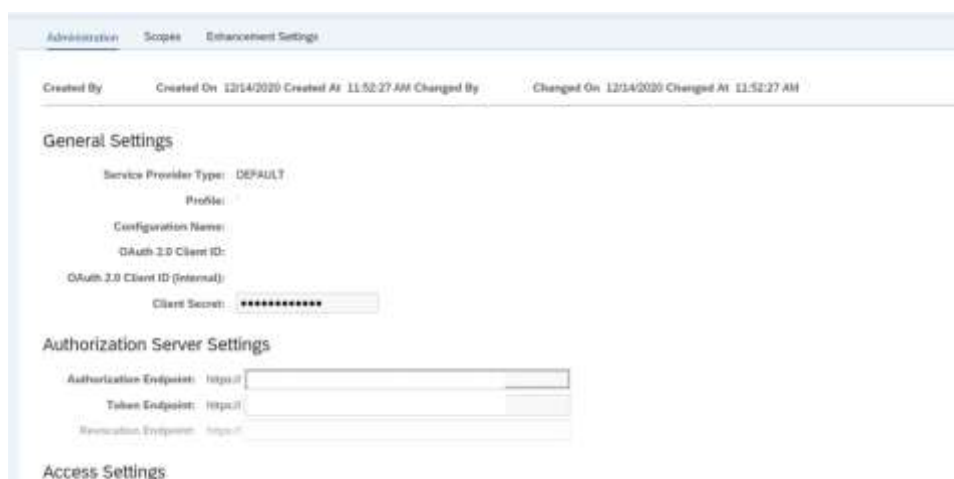 Administration Scopes Enhancement Settings
Created By Created On 12/14/2020 Created At 11:52:27 AM Changed By Changed On 12/14/2020 Changed At 11:52:27 AM
General Settings
Service Provider Type: DEFAULT
Profile:
Configuration Name:
OAuth 2.0 Client ID:
OAuth 2.0 Client ID (Internal):
Client Secret: ••••••••••••
Authorization Server Settings
Authorization Endpoint: https://
Token Endpoint: https://
Revocation Endpoint: https://
Access Settings